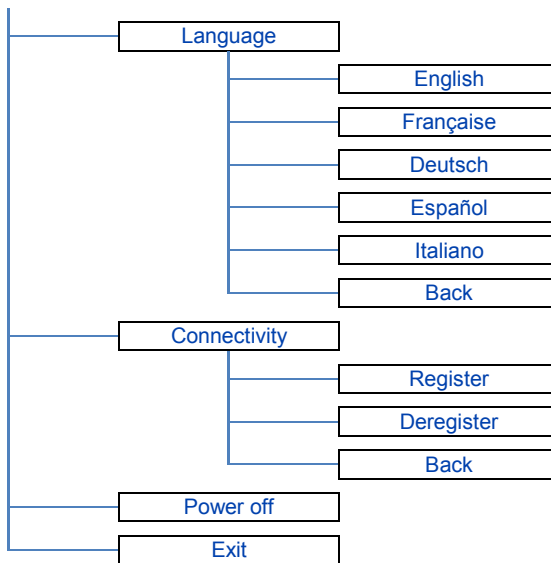 Language
English
Française
Deutsch
Español
Italiano
Back
Connectivity
Register
Deregister
Back
Power off
Exit